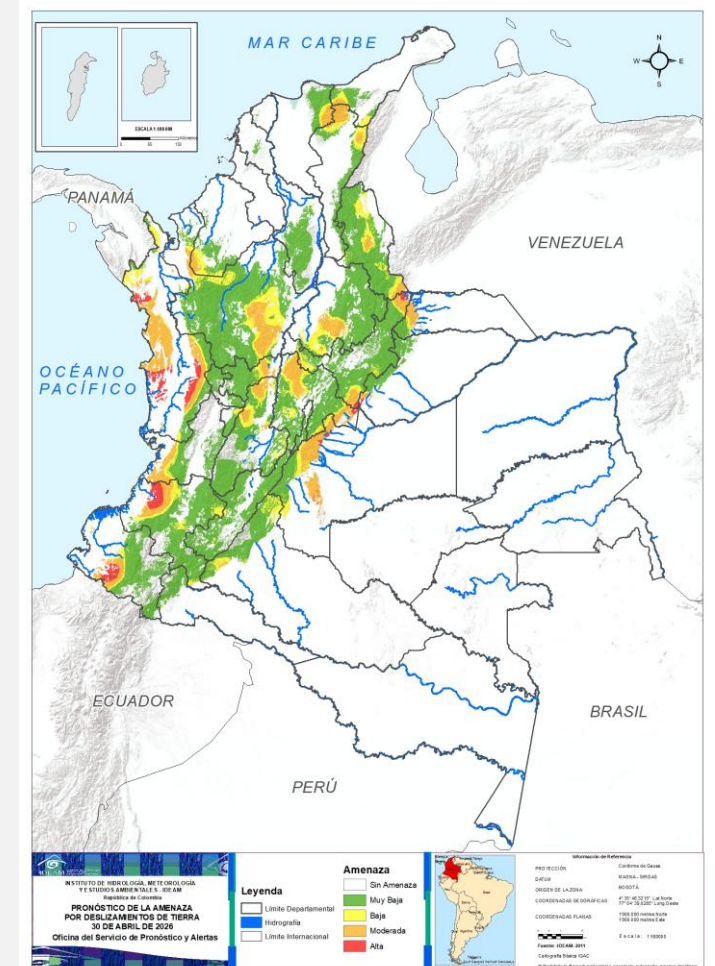 MAR CARIBE
N
W
E
S
PANAMÁ
VENEZUELA
OCÉANO
PACÍFICO
ECUADOR
BRASIL
PERÚ
INSTITUTO DE HIDROLOGÍA, METEOROLOGÍA
Y ESTUDIOS AMBIENTALES - IDEAM
República de Colombia
PRONÓSTICO DE LA AMENAZA
POR DESLIZAMIENTOS DE TIERRA
30 DE ABRIL DE 2026
Oficina del Servicio de Pronóstico y Alertas
Leyenda
Límite Departamental
Hidrografía
Límite Internacional
Amenaza
Sin Amenaza
Muy Baja
Baja
Moderada
Alta
Información de Referencia
PROYECCIÓN
Conforme de Gauss
DATUM
MAGNA - SIRGAS
ORIGEN DE LA ZONA
BOGOTÁ
COORDENADAS GEOGRÁFICAS
COORDENADAS PLANAS
Escala:
Fuente: IDEAM 2011
Cartografía Básica IGAC